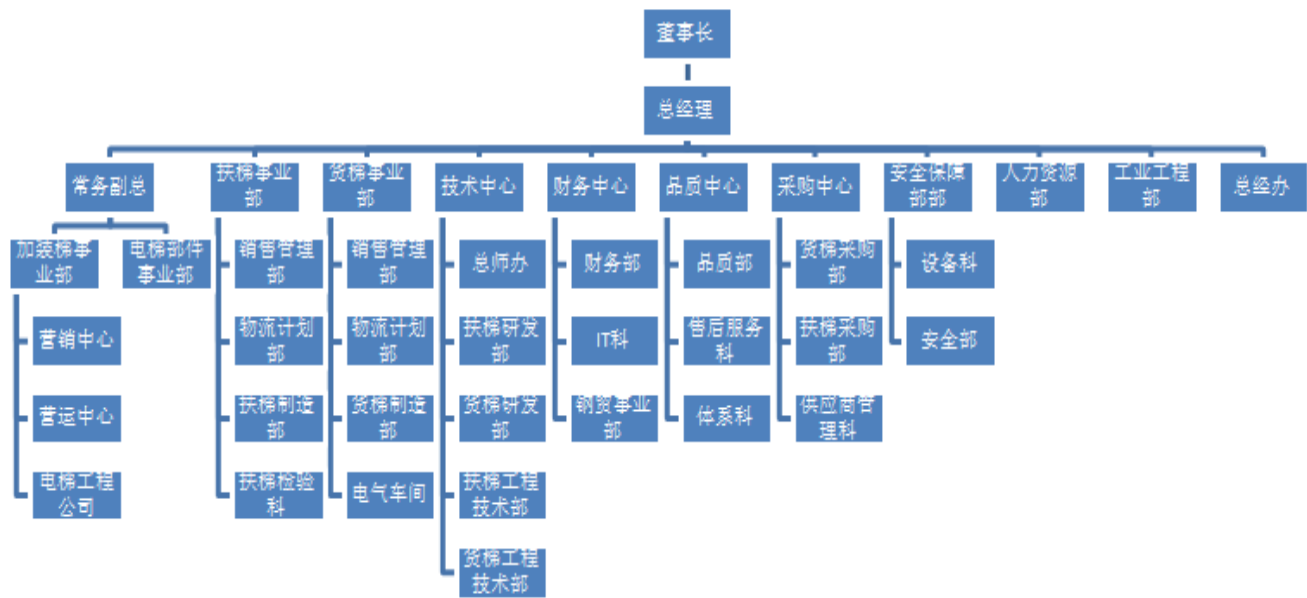 董事长
总经理
常务副总
扶梯事业
部
货梯事业
部
技术中心
财务中心
品质中心
采购中心
安全保障
部部
人力资源
部
工业工程
部
总经办
加装梯事
业部
电梯部件
事业部
销售管理
部
销售管理
部
总师办
财务部
品质部
货梯采购
部
设备科
营销中心
物流计划
部
物流计划
部
扶梯研发
部
IT科
售后服务
科
扶梯采购
部
安全部
营运中心
扶梯制造
部
货梯制造
部
货梯研发
部
钢贸事业
部
体系科
供应商管
理科
电梯工程
公司
扶梯检验
科
电气车间
扶梯工程
技术部
货梯工程
技术部